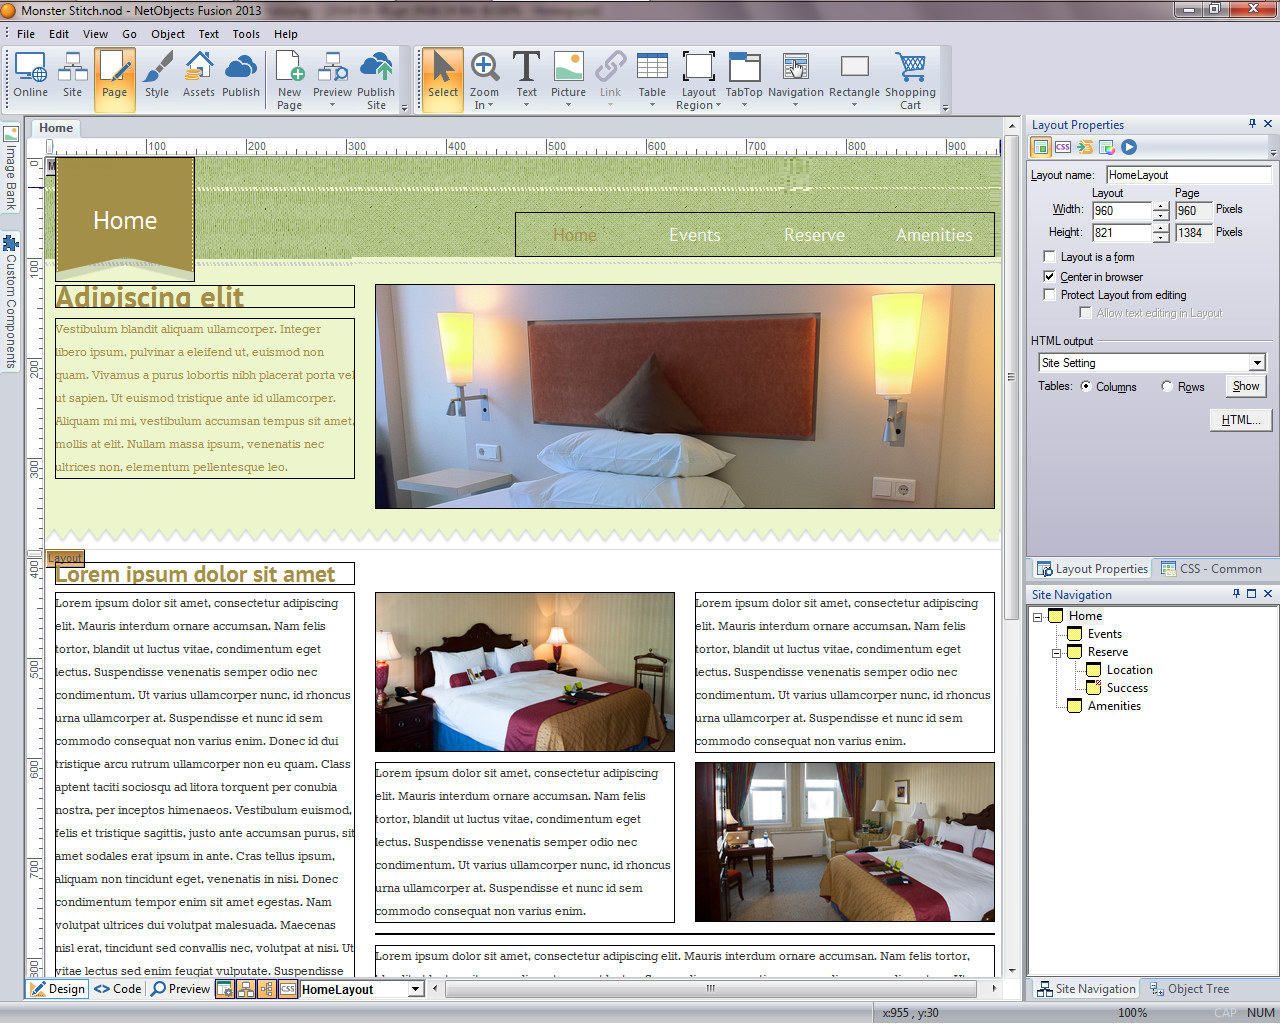 Monster Stitch.nod - NetObjects Fusion 2013
File Edit View Go Object Text Tools Help
Online Site Page Style Assets Publish New Page Preview Publish Site
Select Zoom In Text Picture Link Table Layout Region TabTop Navigation Rectangle Shopping Cart
Image Bank
Custom Components
Home
100 200 300 400 500 600 700 800 900
0
100
200
300
400
500
600
700
800
Home
Home Events Reserve Amenities
Adipiscing elit
Vestibulum blandit aliquam ullamcorper. Integer
libero ipsum, pulvinar a eleifend ut, euismod non
quam. Vivamus a purus lobortis nibh placerat porta vel
ut sapien. Ut euismod tristique ante id ullamcorper.
Aliquam mi mi, vestibulum accumsan tempus sit amet,
mollis at elit. Nullam massa ipsum, venenatis nec
ultrices non, elementum pellentesque leo.
Layout
Lorem ipsum dolor sit amet
Lorem ipsum dolor sit amet, consectetur adipiscing
elit. Mauris interdum ornare accumsan. Nam felis
tortor, blandit ut luctus vitae, condimentum eget
lectus. Suspendisse venenatis semper odio nec
condimentum. Ut varius ullamcorper nunc, id rhoncus
urna ullamcorper at. Suspendisse et nunc id sem
commodo consequat non varius enim. Donec id dui
tristique arcu rutrum ullamcorper non eu quam. Class
aptent taciti sociosqu ad litora torquent per conubia
nostra, per inceptos himenaeos. Vestibulum euismod,
felis et tristique sagittis, justo ante accumsan purus, sit
amet sodales erat ipsum in ante. Cras tellus ipsum,
aliquam non tincidunt eget, venenatis in nisi. Donec
condimentum tempor enim sit amet egestas. Nam
volutpat ultrices dui volutpat malesuada. Maecenas
nisl erat, tincidunt sed convallis nec, volutpat at nisi. Ut
vitae lectus sed enim feugiat vulputate. Suspendisse
Lorem ipsum dolor sit amet, consectetur adipiscing
elit. Mauris interdum ornare accumsan. Nam felis
tortor, blandit ut luctus vitae, condimentum eget
lectus. Suspendisse venenatis semper odio nec
condimentum. Ut varius ullamcorper nunc, id rhoncus
urna ullamcorper at. Suspendisse et nunc id sem
commodo consequat non varius enim.
Lorem ipsum dolor sit amet, consectetur adipiscing
elit. Mauris interdum ornare accumsan. Nam felis
tortor, blandit ut luctus vitae, condimentum eget
lectus. Suspendisse venenatis semper odio nec
condimentum. Ut varius ullamcorper nunc, id rhoncus
urna ullamcorper at. Suspendisse et nunc id sem
commodo consequat non varius enim.
Lorem ipsum dolor sit amet, consectetur adipiscing elit. Mauris interdum ornare accumsan. Nam felis tortor,
Design Code Preview CSS HomeLayout
Layout Properties
CSS
Layout name: HomeLayout
Layout Page
Width: 960 960 Pixels
Height: 821 1384 Pixels
Layout is a form
Center in browser
Protect Layout from editing
Allow text editing in Layout
HTML output
Site Setting
Tables: Columns Rows Show
HTML...
Layout Properties CSS - Common
Site Navigation
Home
Events
Reserve
Location
Success
Amenities
Site Navigation Object Tree
x:955 , y:30 100% CAP NUM